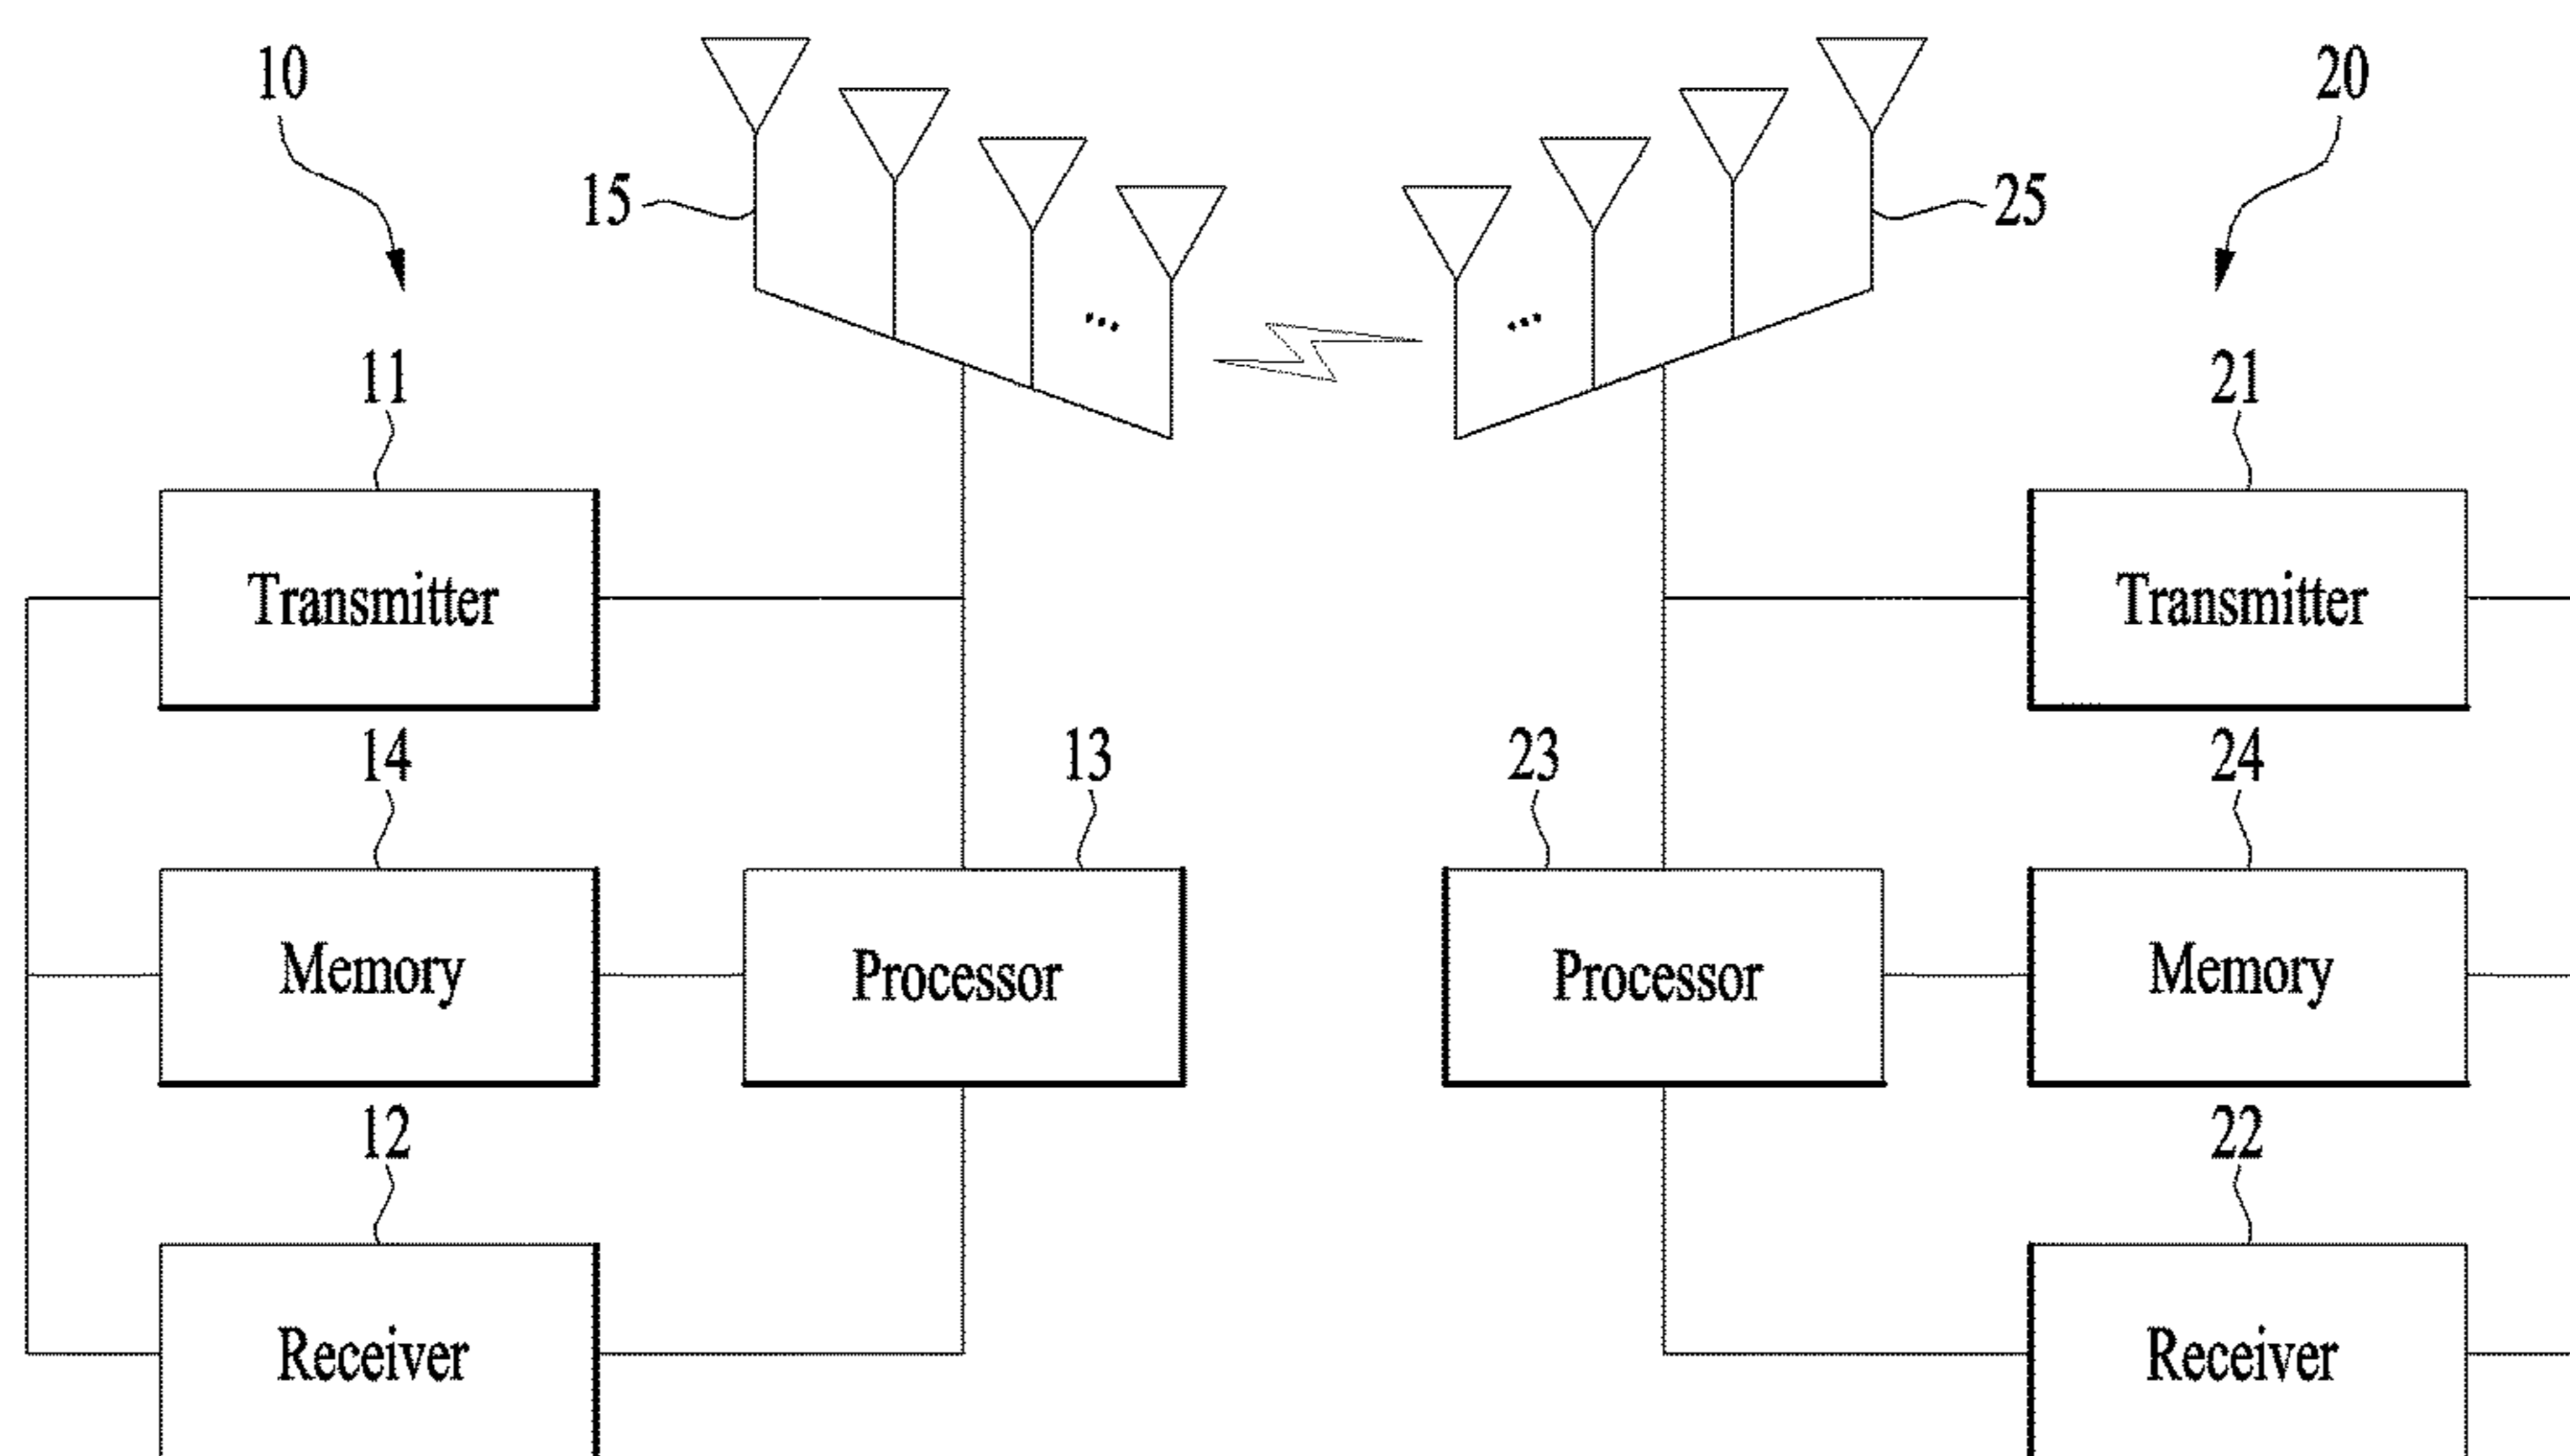 10
20
15
25
11
21
Transmitter
Transmitter
14
13
23
24
Memory
Processor
Processor
Memory
12
22
Receiver
Receiver